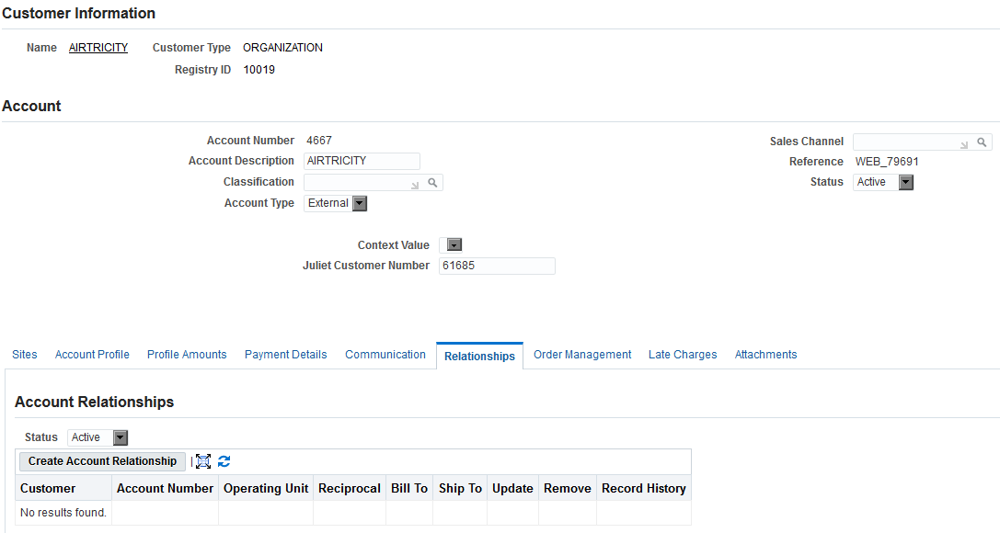 Customer Information
Name AIRTRICITY Customer Type ORGANIZATION
Registry ID 10019
Account
Account Number 4667
Sales Channel
Account Description AIRTRICITY
Reference WEB_79691
Classification
Status Active
Account Type External
Context Value
Juliet Customer Number 61685
Sites Account Profile Profile Amounts Payment Details Communication Relationships Order Management Late Charges Attachments
Account Relationships
Status Active
Create Account Relationship
Customer Account Number Operating Unit Reciprocal Bill To Ship To Update Remove Record History
No results found.